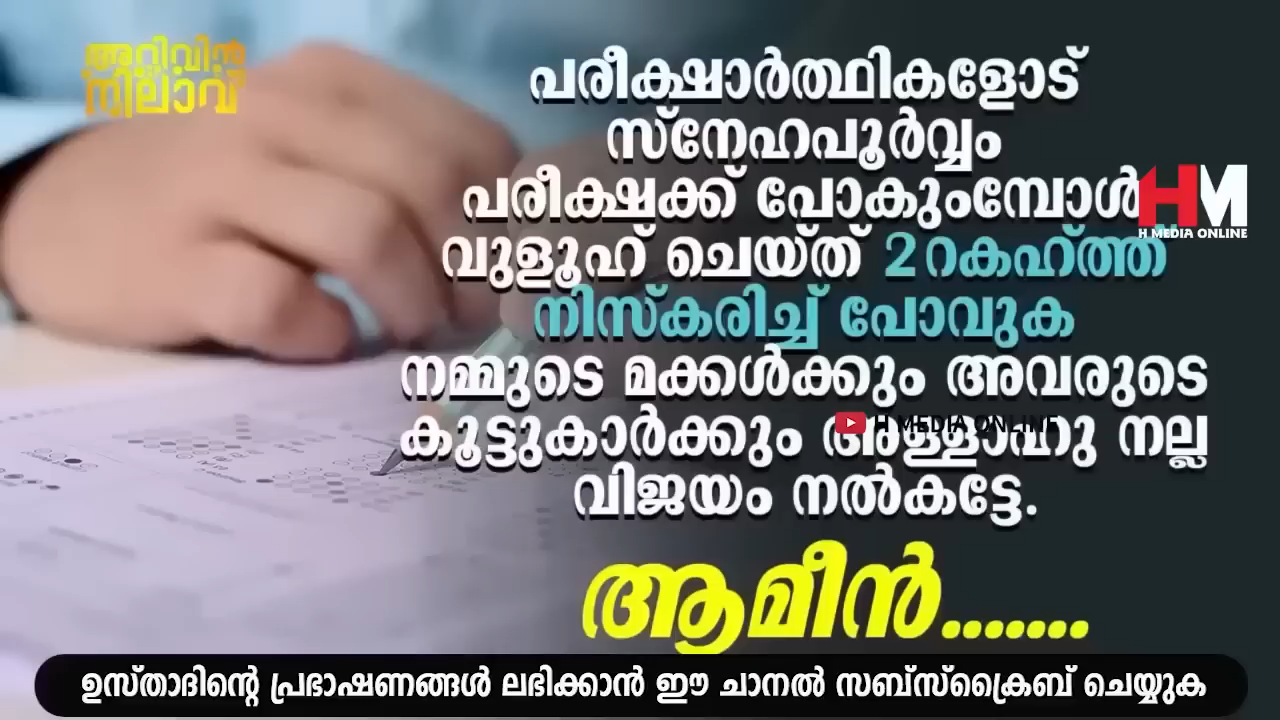 അറിവിൻ
നിലാവ്
പരീക്ഷാർത്ഥികളോട്
സ്നേഹപൂർവ്വം
പരീക്ഷക്ക് പോകുംമ്പോൾ
HM
H MEDIA ONLINE
വുളൂഹ് ചെയ്ത് 2 റകഹ്ത്ത്
നിസ്കരിച്ച് പോവുക
നമ്മുടെ മക്കൾക്കും അവരുടെ
H MEDIA ONLINE
കൂട്ടുകാർക്കും അള്ളാഹു നല്ല
വിജയം നൽകട്ടേ.
ആമീൻ.......
ഉസ്താദിന്റെ പ്രഭാഷണങ്ങൾ ലഭിക്കാൻ ഈ ചാനൽ സബ്സ്ക്രൈബ് ചെയ്യുക